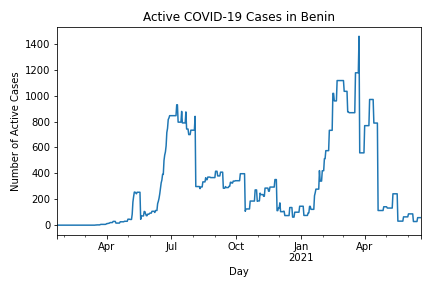 Active COVID-19 Cases in Benin
Number of Active Cases
1400
1200
1000
800
600
400
200
0
Apr
Jul
Oct
Jan
2021
Apr
Day